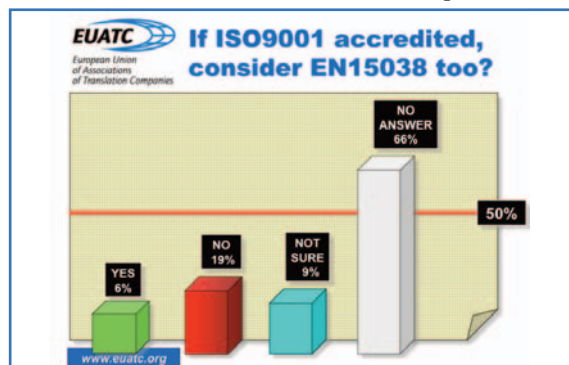 EUATC
European Union
of Associations
of Translation Companies
If ISO9001 accredited,
consider EN15038 too?
NO
ANSWER
66%
50%
NO
19%
NOT
SURE
9%
YES
6%
www.euatc.org